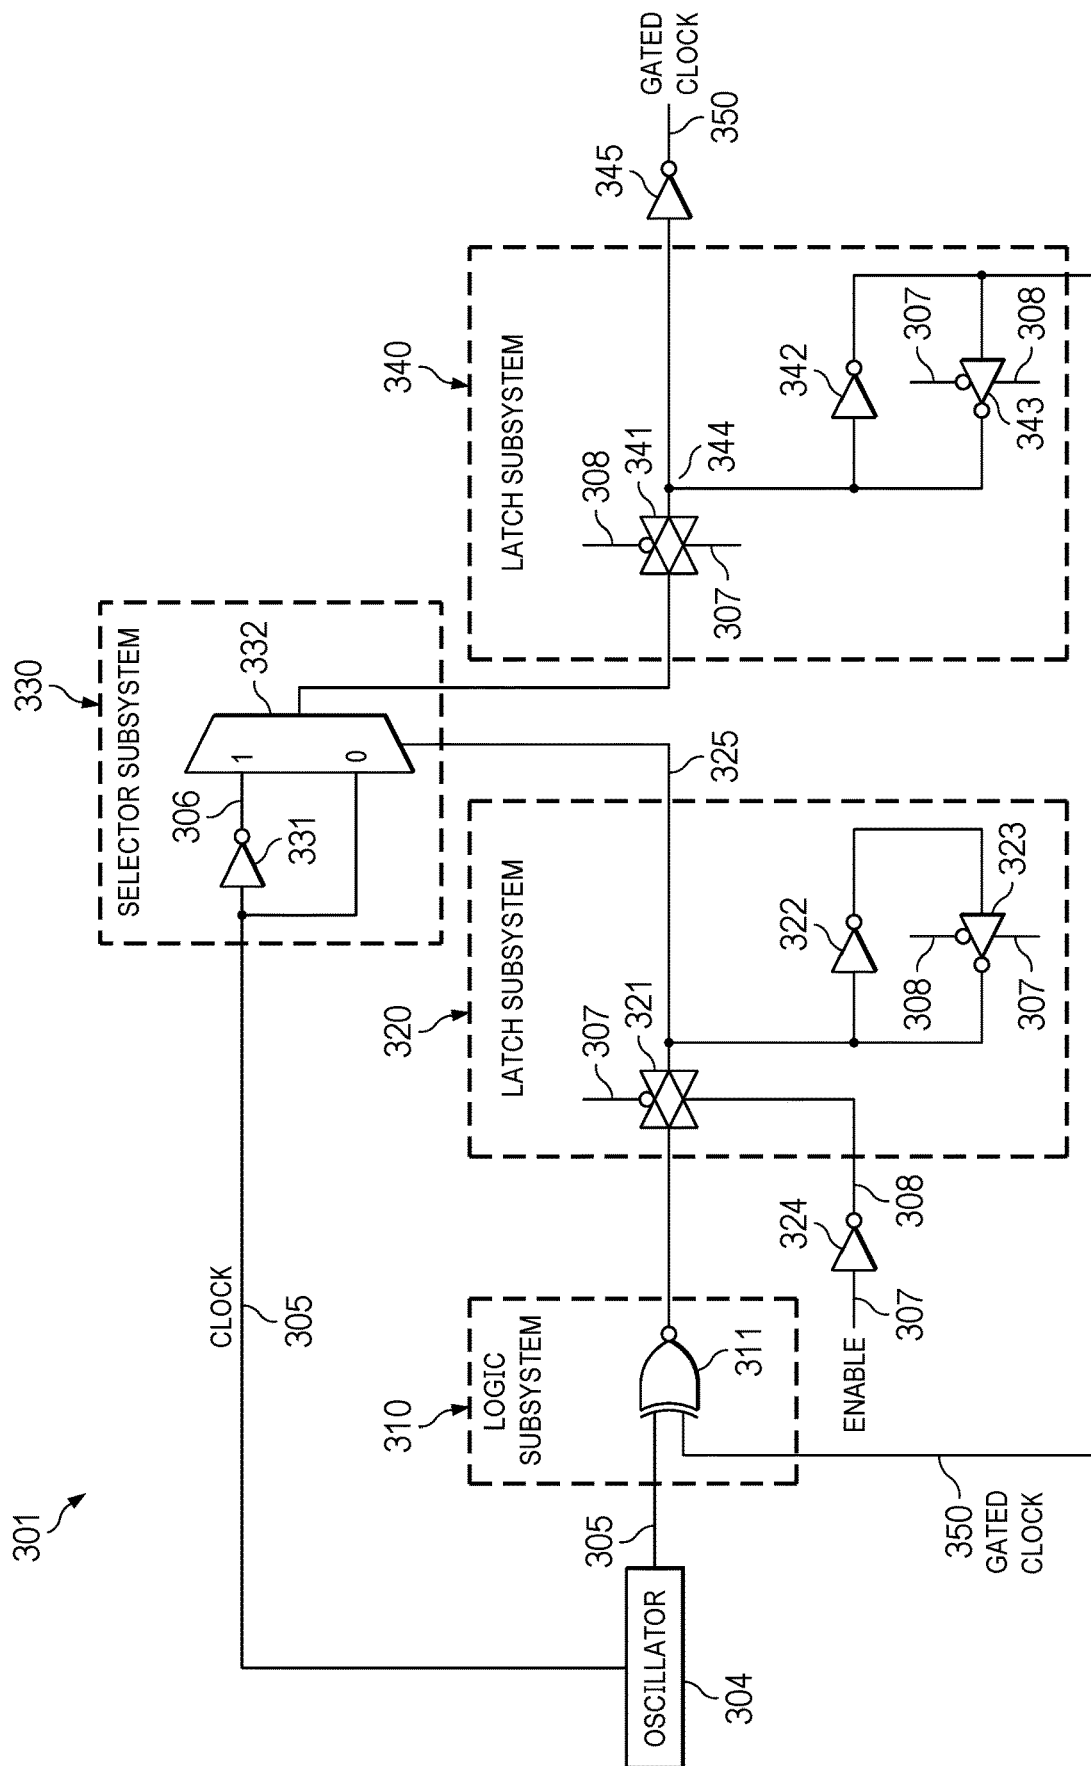 301
330
SELECTOR SUBSYSTEM
332
1
0
306
331
CLOCK
305
340
LATCH SUBSYSTEM
308
341
307
344
342
307
343
308
345
GATED
CLOCK
350
320
LATCH SUBSYSTEM
307
321
325
322
308
323
307
310
LOGIC
SUBSYSTEM
311
324
308
ENABLE
307
OSCILLATOR
304
305
350
GATED
CLOCK